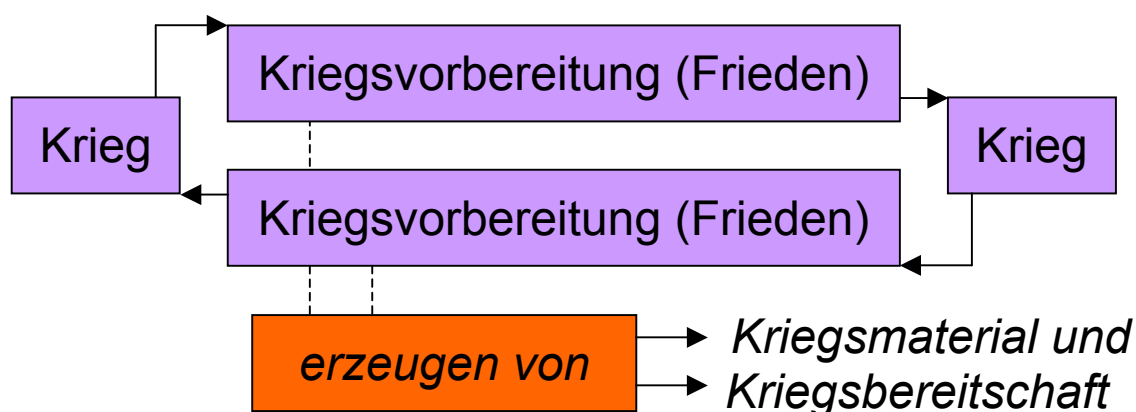 Kriegsvorbereitung (Frieden)
Krieg
Krieg
Kriegsvorbereitung (Frieden)
erzeugen von
Kriegsmaterial und
Kriegsbereitschaft